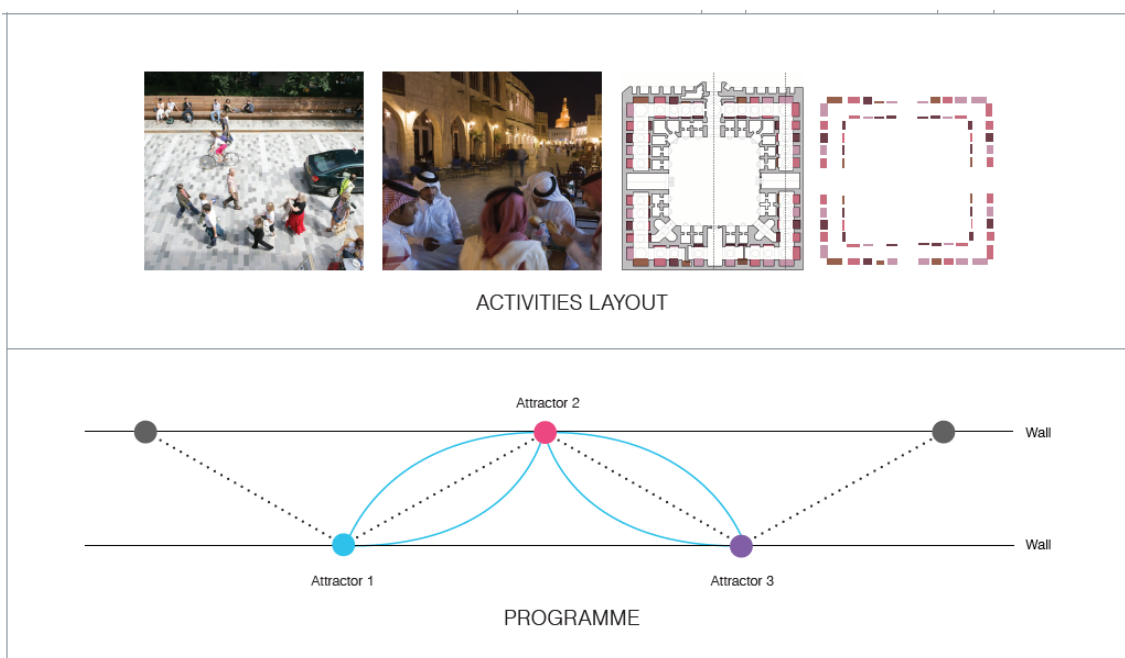 ACTIVITIES LAYOUT
Attractor 2
Wall
Wall
Attractor 1
Attractor 3
PROGRAMME